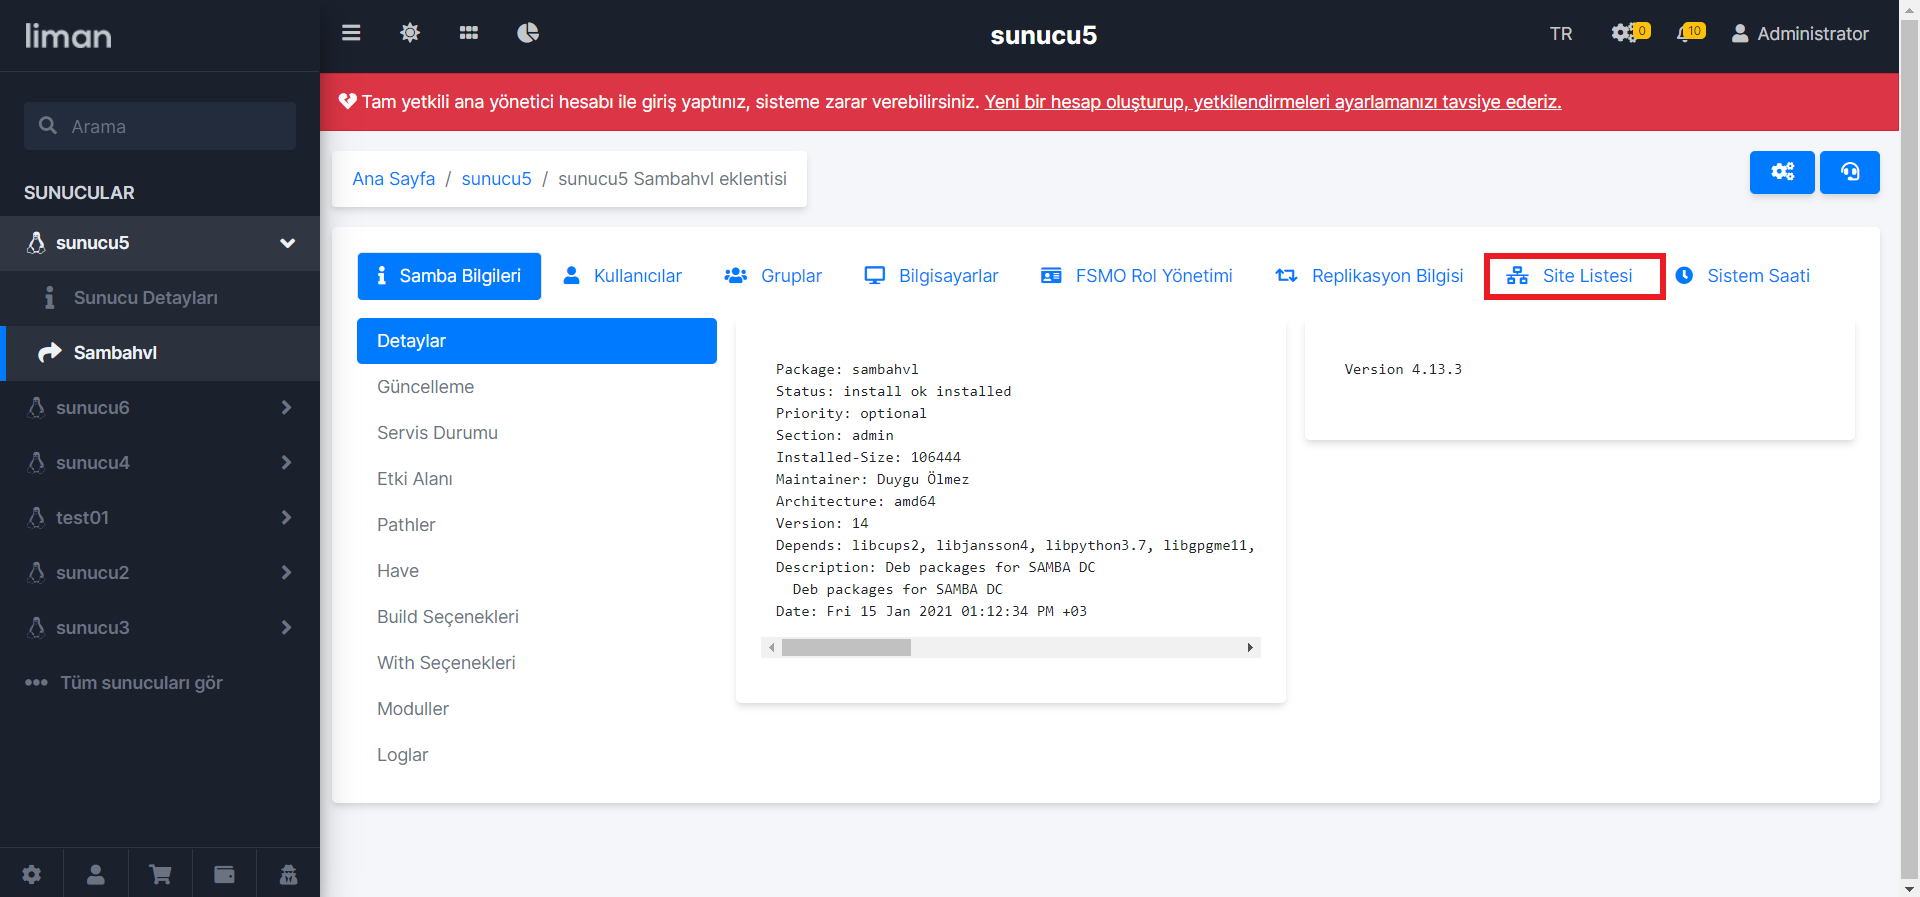 liman
sunucu5
TR
0
10
Administrator
Tam yetkili ana yönetici hesabı ile giriş yaptınız, sisteme zarar verebilirsiniz. Yeni bir hesap oluşturup, yetkilendirmeleri ayarlamanızı tavsiye ederiz.
Arama
SUNUCULAR
sunucu5
Sunucu Detayları
Sambahvl
sunucu6
sunucu4
test01
sunucu2
sunucu3
Tüm sunucuları gör
Ana Sayfa / sunucu5 / sunucu5 Sambahvl eklentisi
Samba Bilgileri
Kullanıcılar
Gruplar
Bilgisayarlar
FSMO Rol Yönetimi
Replikasyon Bilgisi
Site Listesi
Sistem Saati
Detaylar
Güncelleme
Servis Durumu
Etki Alanı
Pathler
Have
Build Seçenekleri
With Seçenekleri
Moduller
Loglar
Package: sambahvl
Status: install ok installed
Priority: optional
Section: admin
Installed-Size: 106444
Maintainer: Duygu Ölmez
Architecture: amd64
Version: 14
Depends: libcups2, libjansson4, libpython3.7, libgpgme11,
Description: Deb packages for SAMBA DC
Deb packages for SAMBA DC
Date: Fri 15 Jan 2021 01:12:34 PM +03
Version 4.13.3